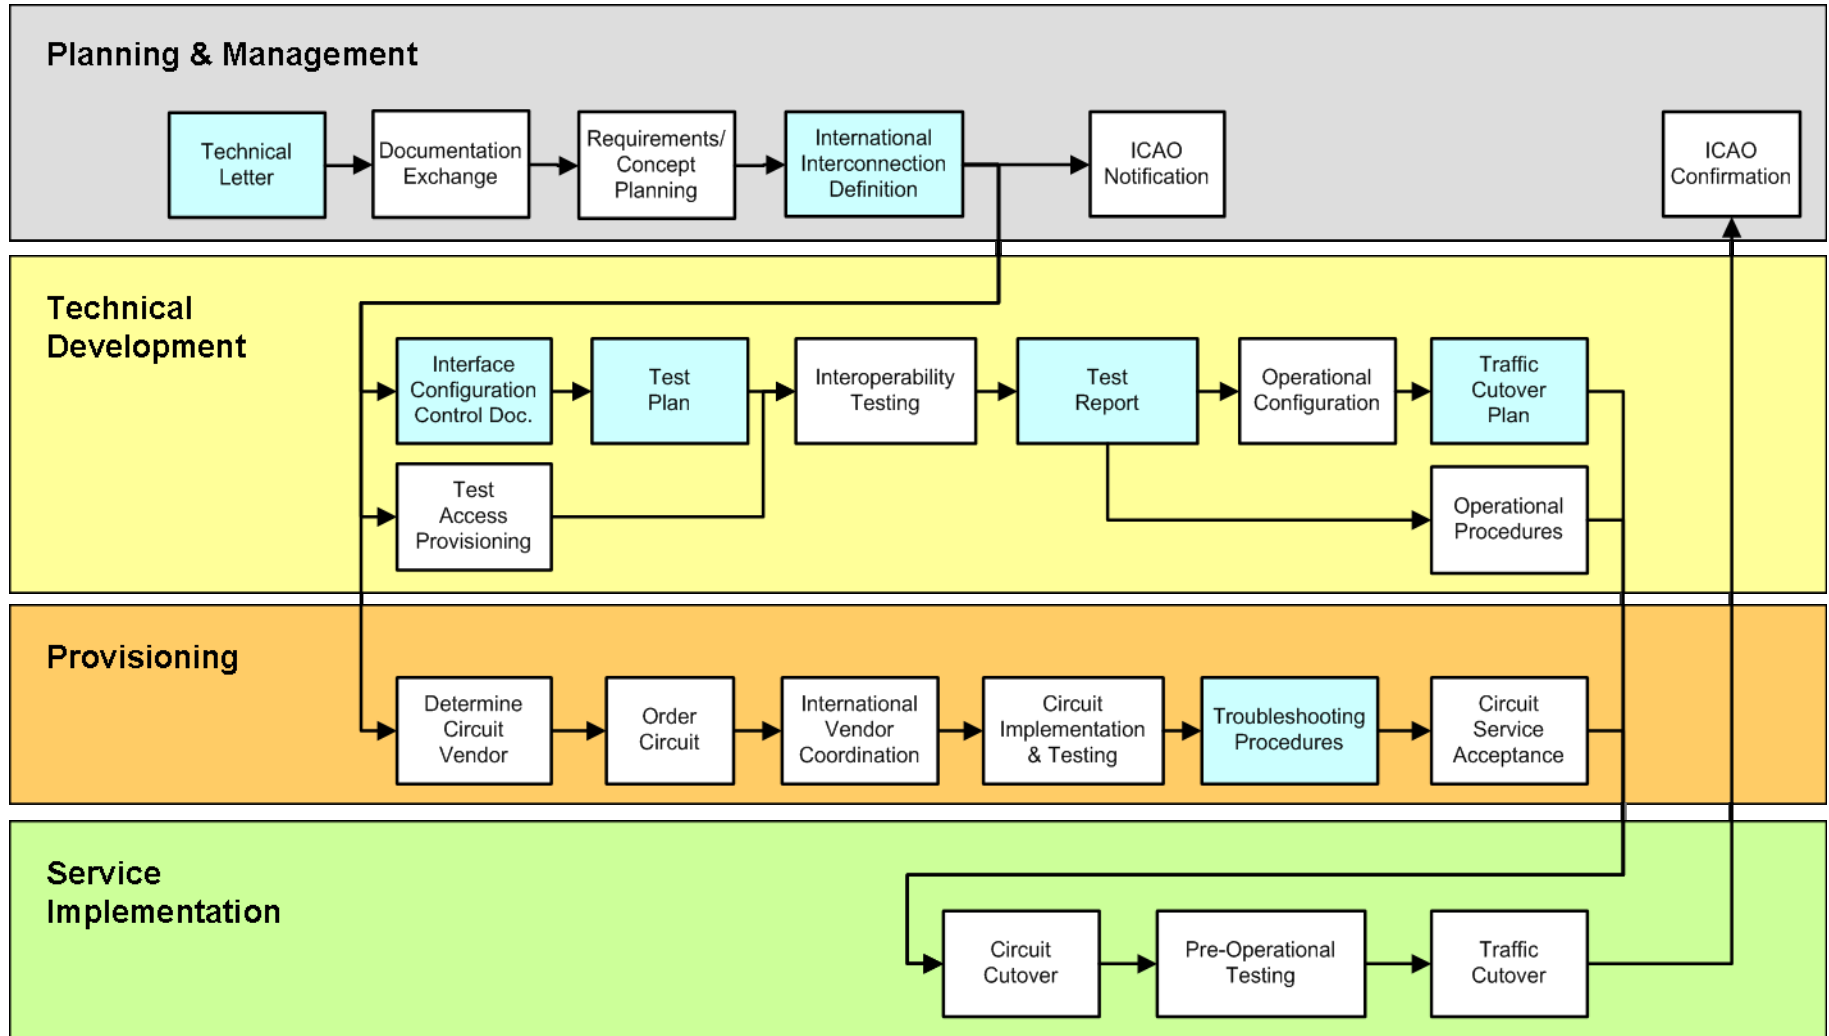 Planning & Management
Technical
Letter
Documentation
Exchange
Requirements/
Concept
Planning
International
Interconnection
Definition
ICAO
Notification
ICAO
Confirmation
Technical
Development
Interface
Configuration
Control Doc.
Test
Plan
Interoperability
Testing
Test
Report
Operational
Configuration
Traffic
Cutover
Plan
Test
Access
Provisioning
Operational
Procedures
Provisioning
Determine
Circuit
Vendor
Order
Circuit
International
Vendor
Coordination
Circuit
Implementation
& Testing
Troubleshooting
Procedures
Circuit
Service
Acceptance
Service
Implementation
Circuit
Cutover
Pre-Operational
Testing
Traffic
Cutover